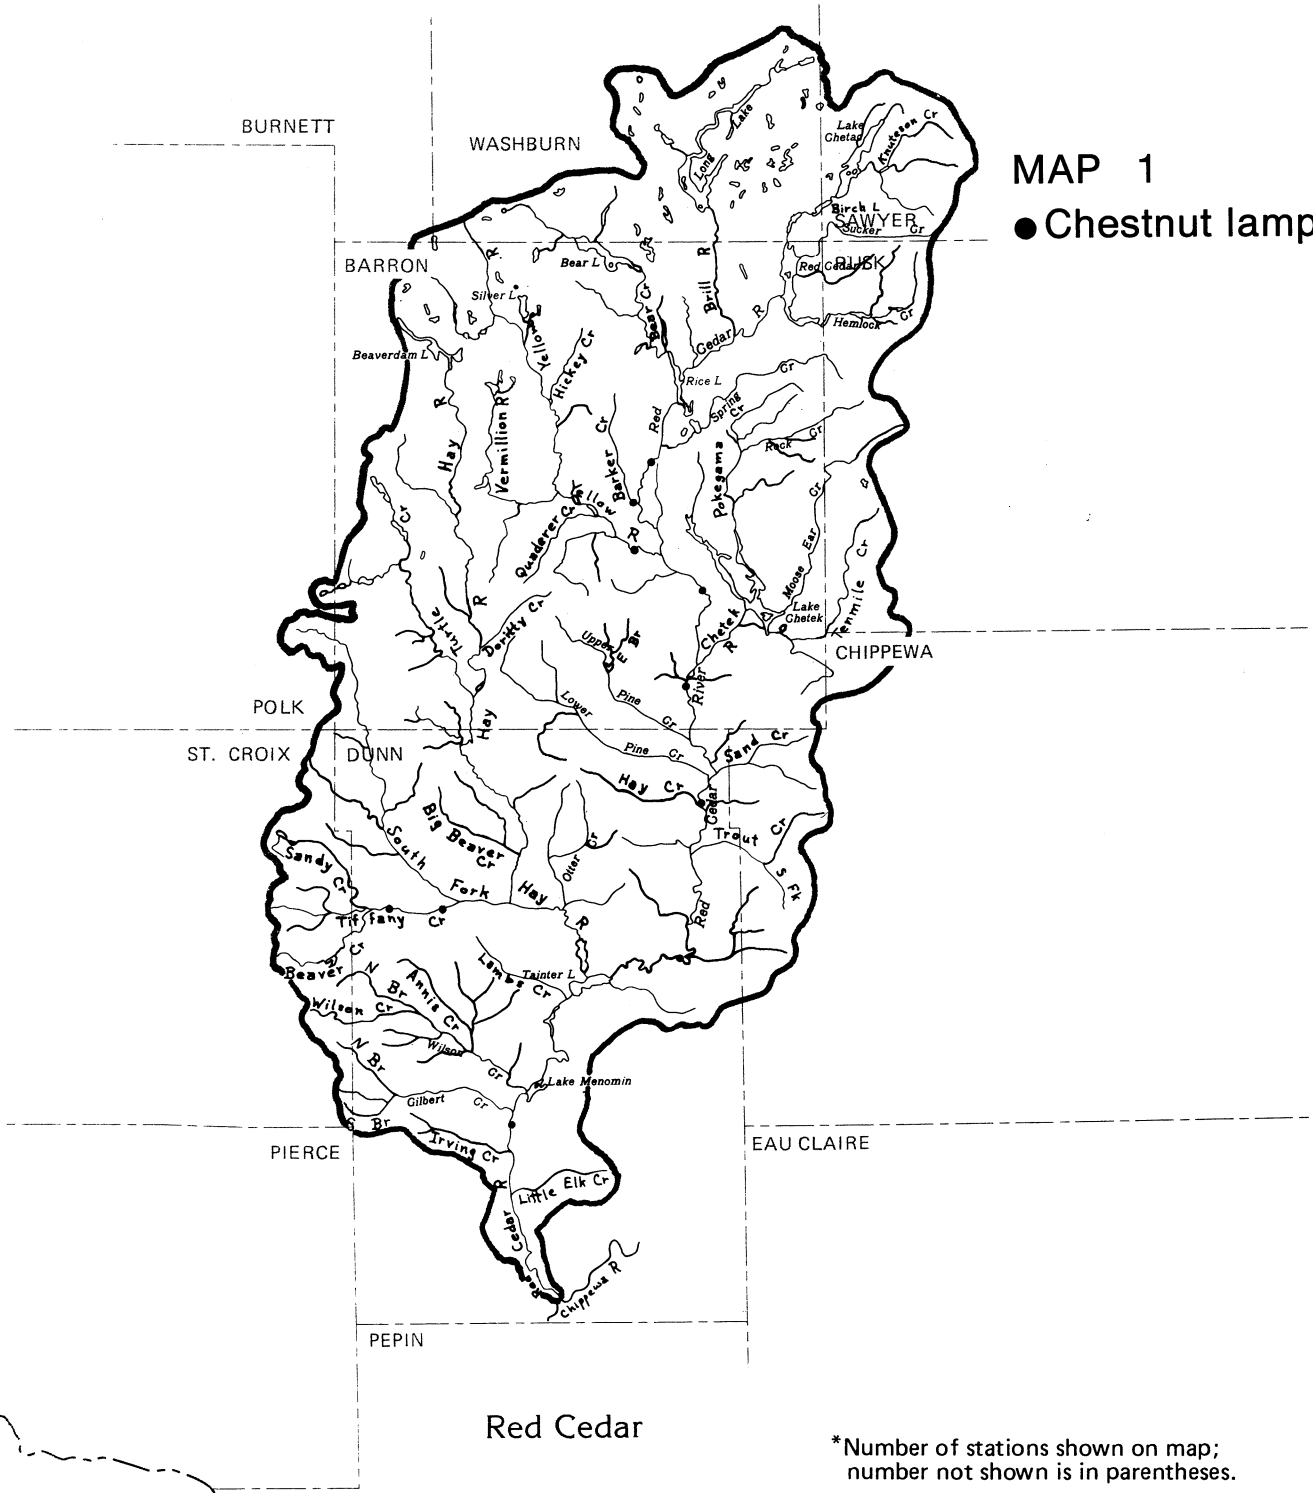 BURNETT
WASHBURN
MAP 1
Chestnut lamp
Lake
Chetac
Knuteson Cr
Long Lake
Birch L
SAWYER
Sucker Cr
BARRON
Bear L
R
Brill R
Red Cedar L
RUSK
Silver L
Bear Cr
Hemlock Cr
Yellow
Hickey Cr
Cedar R
Beaverdam L
Rice L
Cr
Spring
Cr
Vermillion R
Hay R
Barker Cr
Red
Rock Cr
Pokegama
Cr
Quaderer Cr
Yellow
R
Moose Ear Cr
Tenmile Cr
Turtle
R
Dority Cr
Upper Pine Cr
E Br
Chetek R
Lake
Chetek
CHIPPEWA
River
POLK
Lower Pine Cr
Hay
Sand Cr
ST. CROIX
DUNN
Hay Cr
Cedar
Big Beaver
Cr
South Fork Hay R
Otter Cr
Trout Cr
S Fk
Sandy Cr
Tiffany Cr
Red
Beaver Cr
N Br
Annis Cr
Lambs Cr
Tainter L
Wilson Cr
N Br
Wilson Cr
Lake Menomin
Gilbert Cr
S Br
PIERCE
Irving Cr
EAU CLAIRE
R
Little Elk Cr
Cedar
Red
Chippewa R
PEPIN
Red Cedar
*Number of stations shown on map;
number not shown is in parentheses.